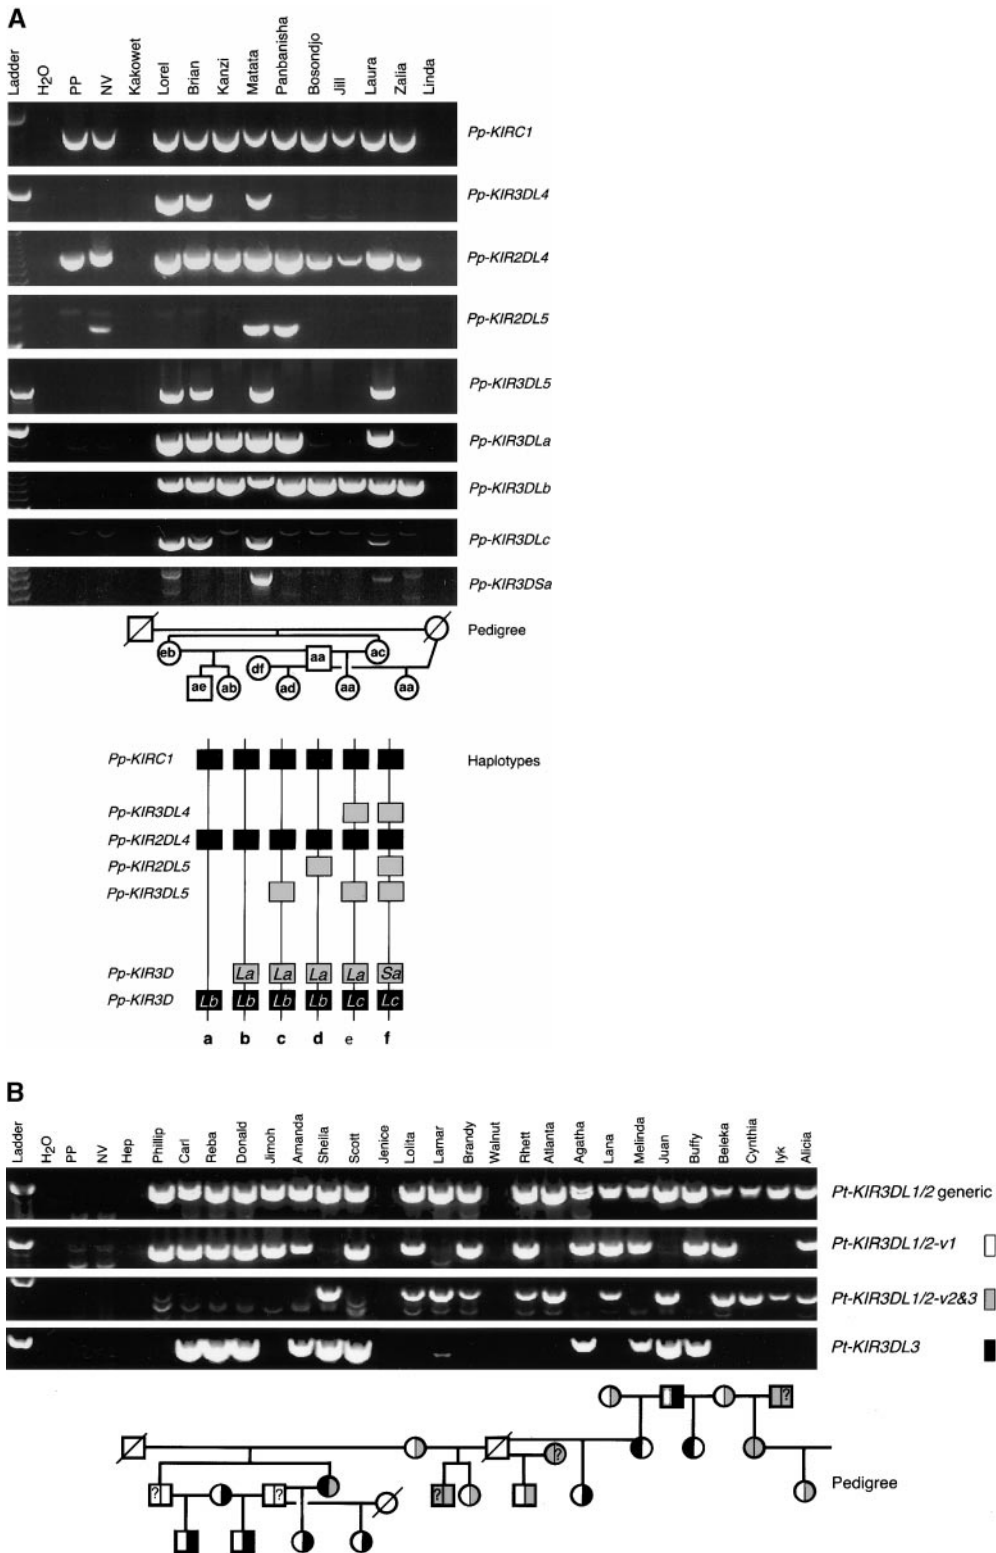 A
Ladder H2O PP NV Kakowet Lorel Brian Kanzi Matata Panbanisha Bosondjo Jill Laura Zalia Linda
Pp-KIRC1
Pp-KIR3DL4
Pp-KIR2DL4
Pp-KIR2DL5
Pp-KIR3DL5
Pp-KIR3DLa
Pp-KIR3DLb
Pp-KIR3DLc
Pp-KIR3DSa
Pedigree
eb aa ac
df
ae ab ad aa aa
Pp-KIRC1 Haplotypes
Pp-KIR3DL4
Pp-KIR2DL4
Pp-KIR2DL5
Pp-KIR3DL5
Pp-KIR3D La La La La Sa
Pp-KIR3D Lb Lb Lb Lb Lc Lc
a b c d e f
B
Ladder H2O PP NV Hep Phillip Carl Reba Donald Jimoh Amanda Sheila Scott Jenice Lolita Lamar Brandy Walnut Rhett Atlanta Agatha Lana Melinda Juan Buffy Beleka Cynthia Iyk Alicia
Pt-KIR3DL1/2 generic
Pt-KIR3DL1/2-v1
Pt-KIR3DL1/2-v2&3
Pt-KIR3DL3
?
?
? ? ?
Pedigree